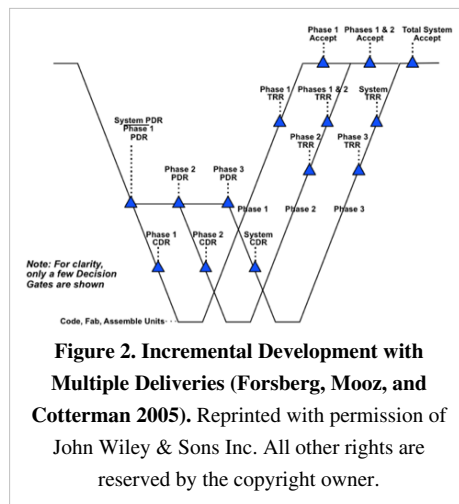 Phase 1 Phases 1 & 2 Total System
Accept Accept Accept
Phase 1 Phases 1 & 2 System
TRR TRR TRR
System PDR
Phase 1
PDR
Phase 2
TRR
Phase 3
TRR
Phase 2
PDR
Phase 3
PDR
Phase 1 Phase 2 Phase 3
Phase 1
CDR
Phase 2
CDR
System
CDR
Note: For clarity,
only a few Decision
Gates are shown
Code, Fab, Assemble Units
Figure 2. Incremental Development with
Multiple Deliveries (Forsberg, Mooz, and
Cotterman 2005). Reprinted with permission of
John Wiley & Sons Inc. All other rights are
reserved by the copyright owner.